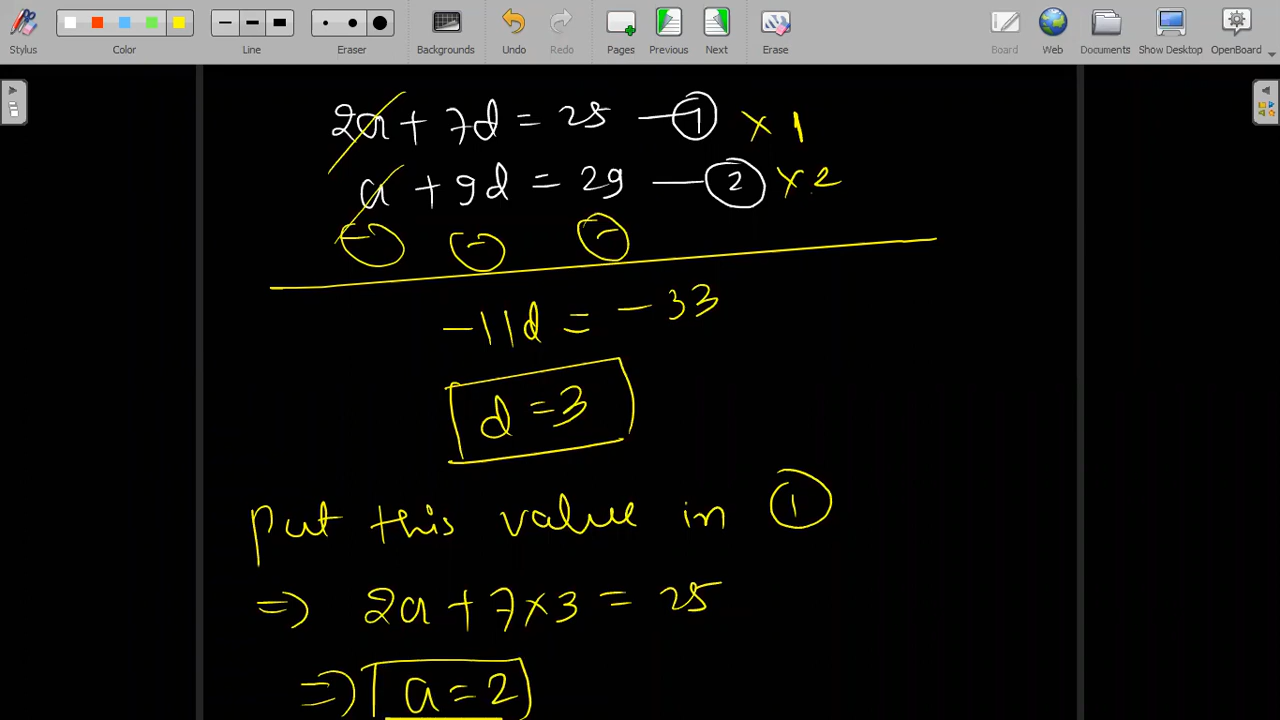 Stylus Color Line Eraser Backgrounds Undo Redo Pages Previous Next Erase Board Web Documents Show Desktop OpenBoard
2a + 7d = 25 — ① × 1
a + 9d = 29 — ② × 2
⊖ ⊖ ⊖
-11d = -33
d = 3
Put this value in ①
⇒ 2a + 7×3 = 25
⇒ a = 2